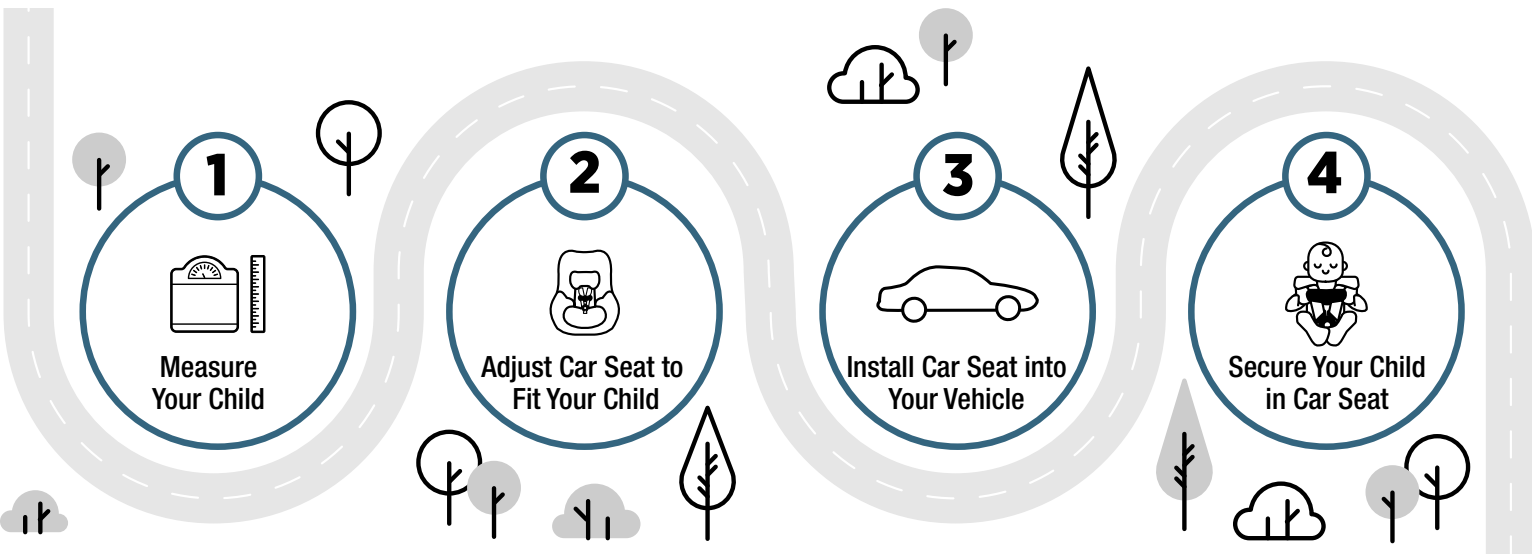 1
Measure
Your Child
2
Adjust Car Seat to
Fit Your Child
3
Install Car Seat into
Your Vehicle
4
Secure Your Child
in Car Seat